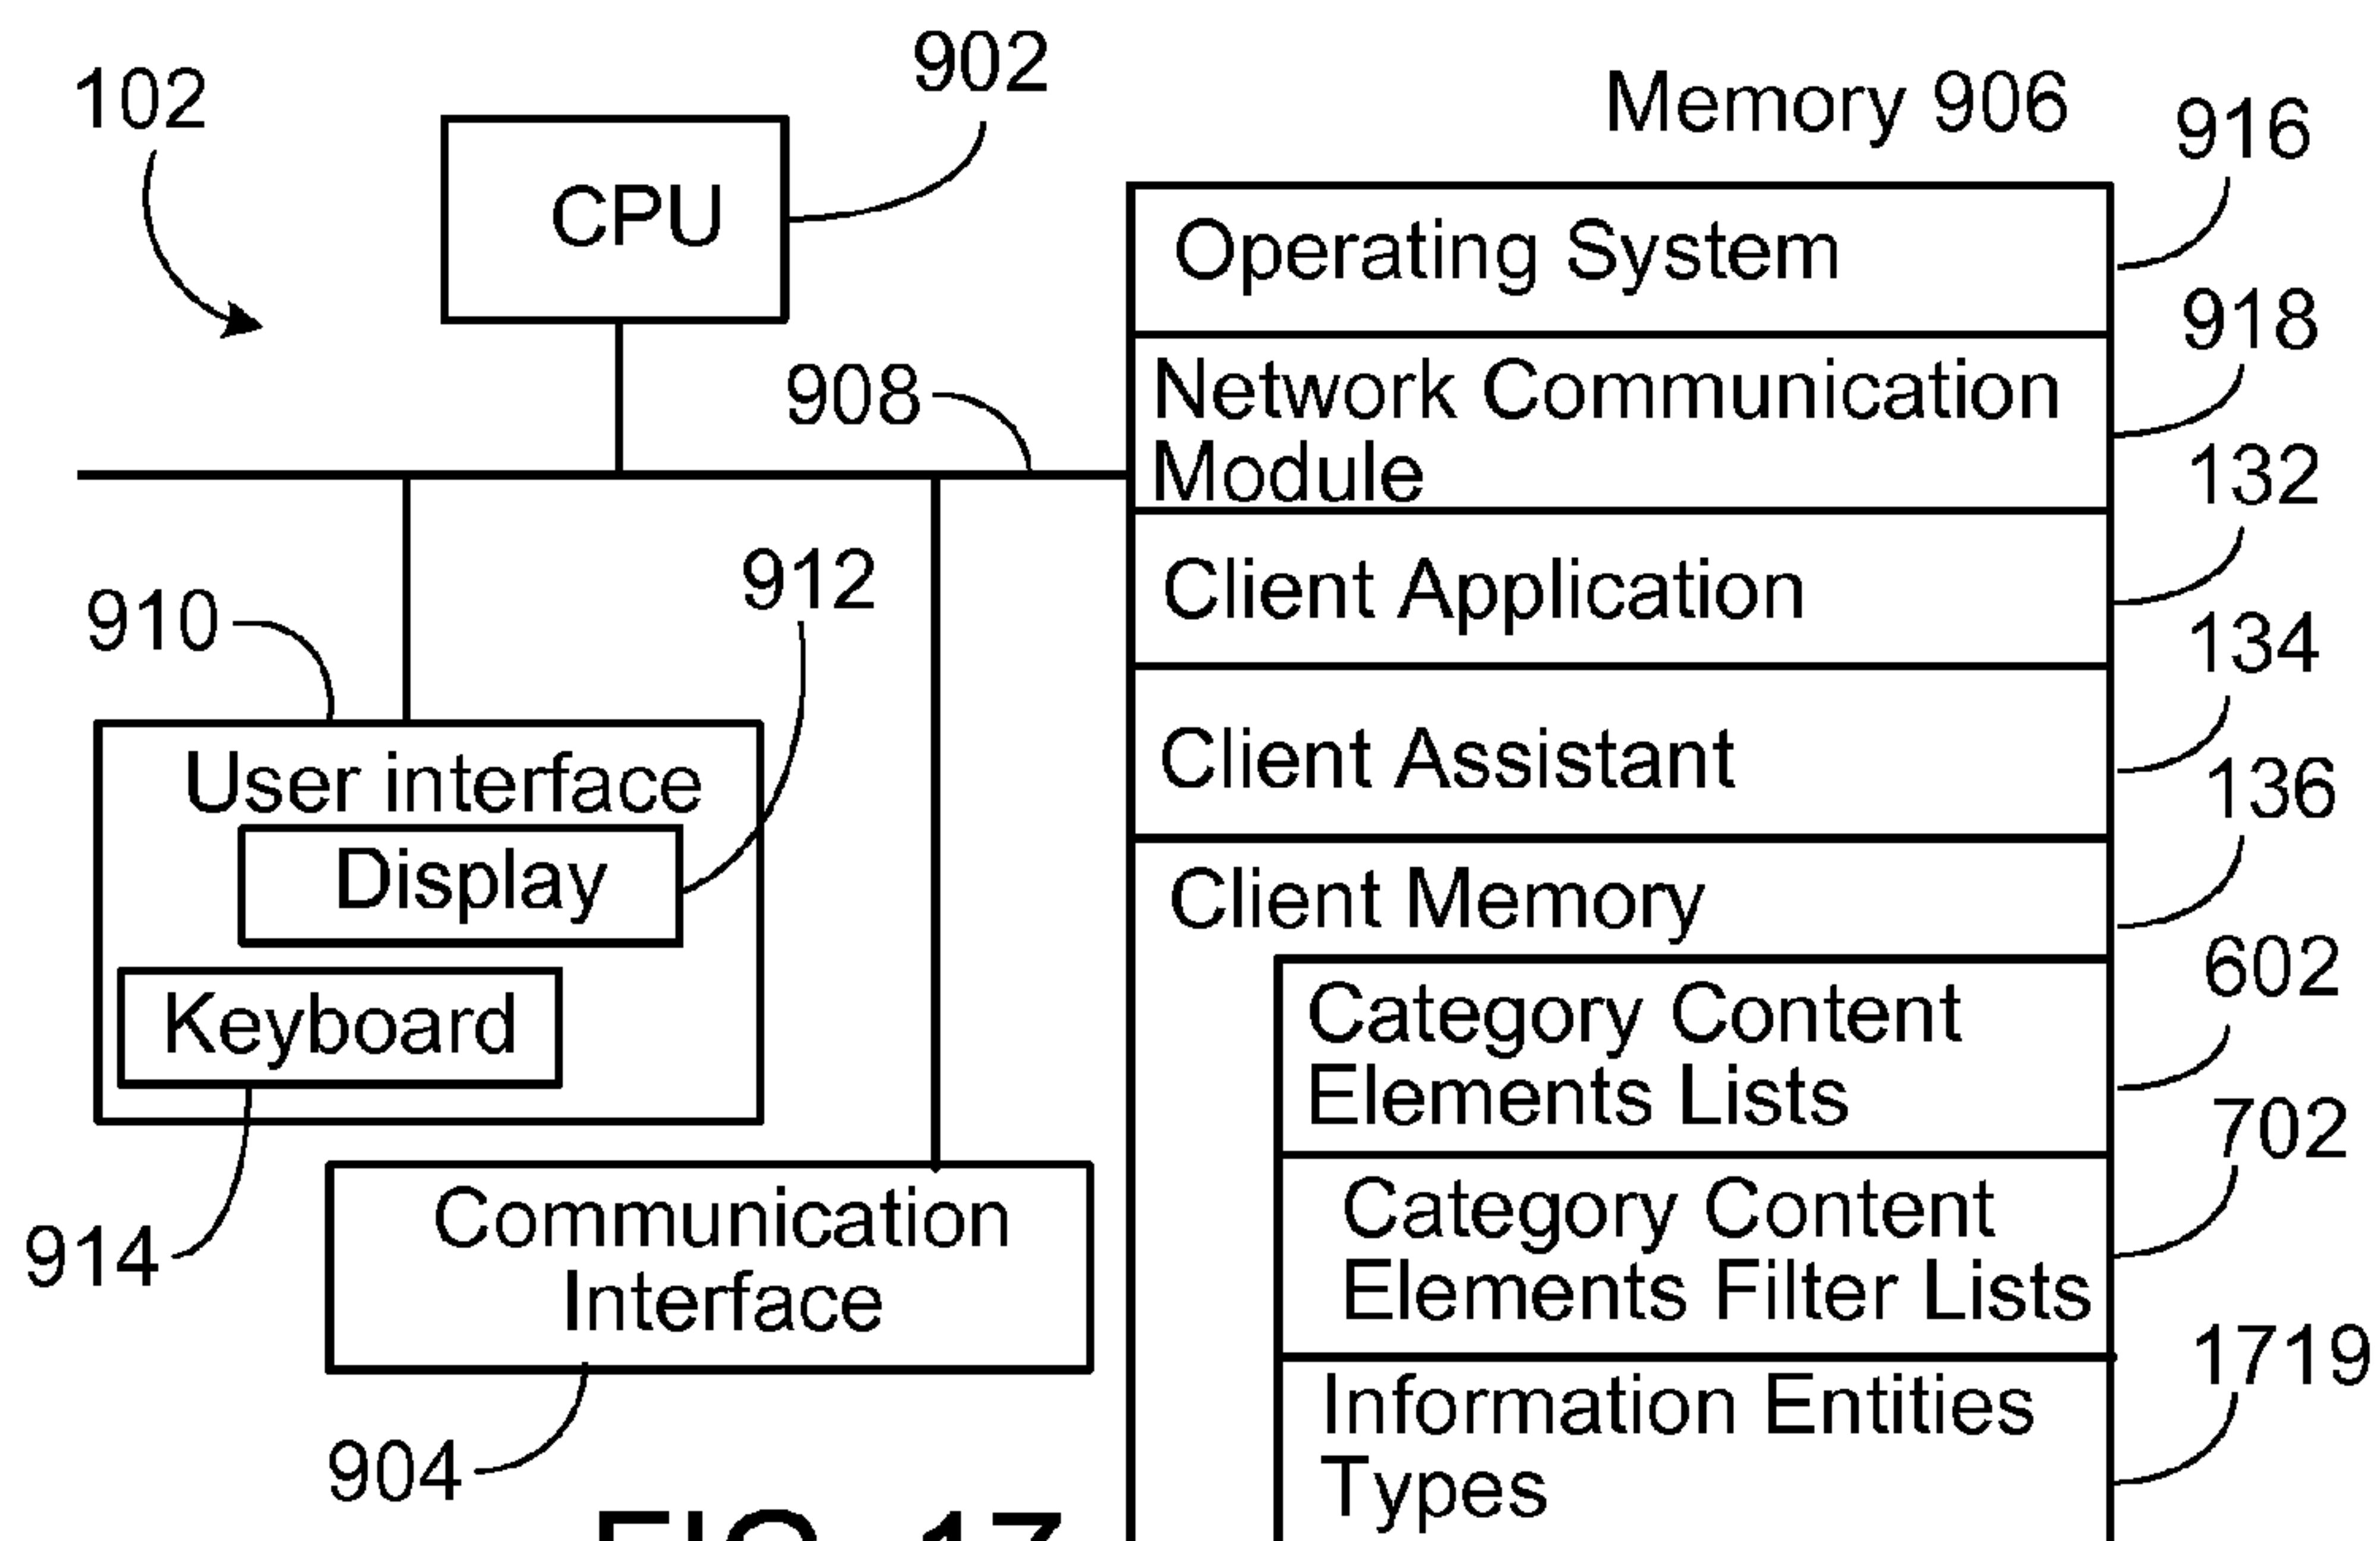 102
902
Memory 906
916
CPU
Operating System
918
908
Network Communication
Module
132
912
910
Client Application
134
User interface
Client Assistant
136
Display
Client Memory
602
Keyboard
Category Content
Elements Lists
702
914
Communication
Interface
Category Content
Elements Filter Lists
1719
904
Information Entities
Types
FIG. 17